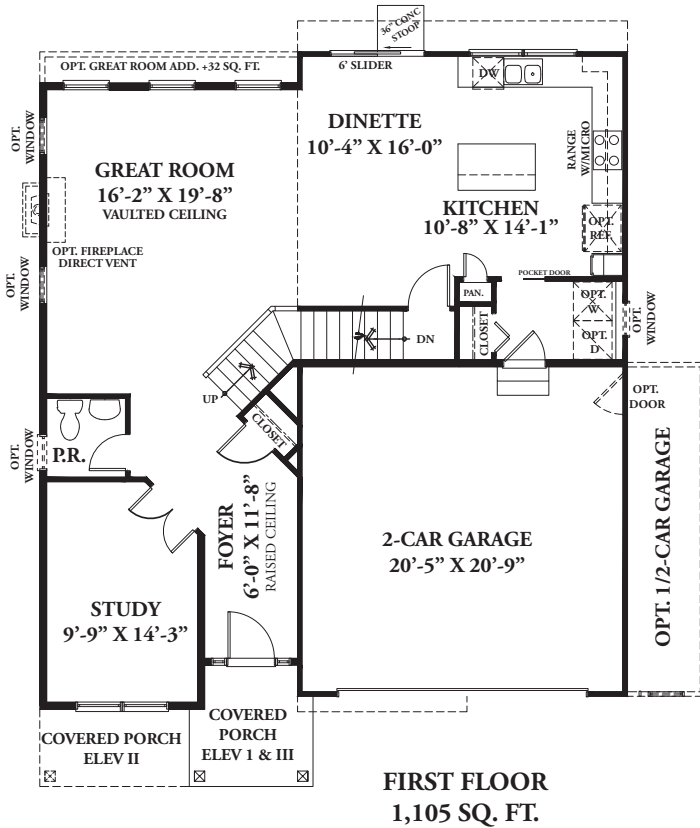 36" CONC
STOOP
OPT. GREAT ROOM ADD. +32 SQ. FT.
6' SLIDER
DW
OPT.
WINDOW
DINETTE
10'-4" X 16'-0"
RANGE
W/MICRO
GREAT ROOM
16'-2" X 19'-8"
VAULTED CEILING
KITCHEN
10'-8" X 14'-1"
OPT.
REF.
OPT. FIREPLACE
DIRECT VENT
OPT.
WINDOW
POCKET DOOR
PAN.
OPT.
W
OPT.
D
OPT.
WINDOW
CLOSET
DN
UP
OPT.
DOOR
CLOSET
OPT.
WINDOW
P.R.
FOYER
6'-0" X 11'-8"
RAISED CEILING
2-CAR GARAGE
20'-5" X 20'-9"
OPT. 1/2-CAR GARAGE
STUDY
9'-9" X 14'-3"
COVERED PORCH
ELEV II
COVERED
PORCH
ELEV 1 & III
FIRST FLOOR
1,105 SQ. FT.